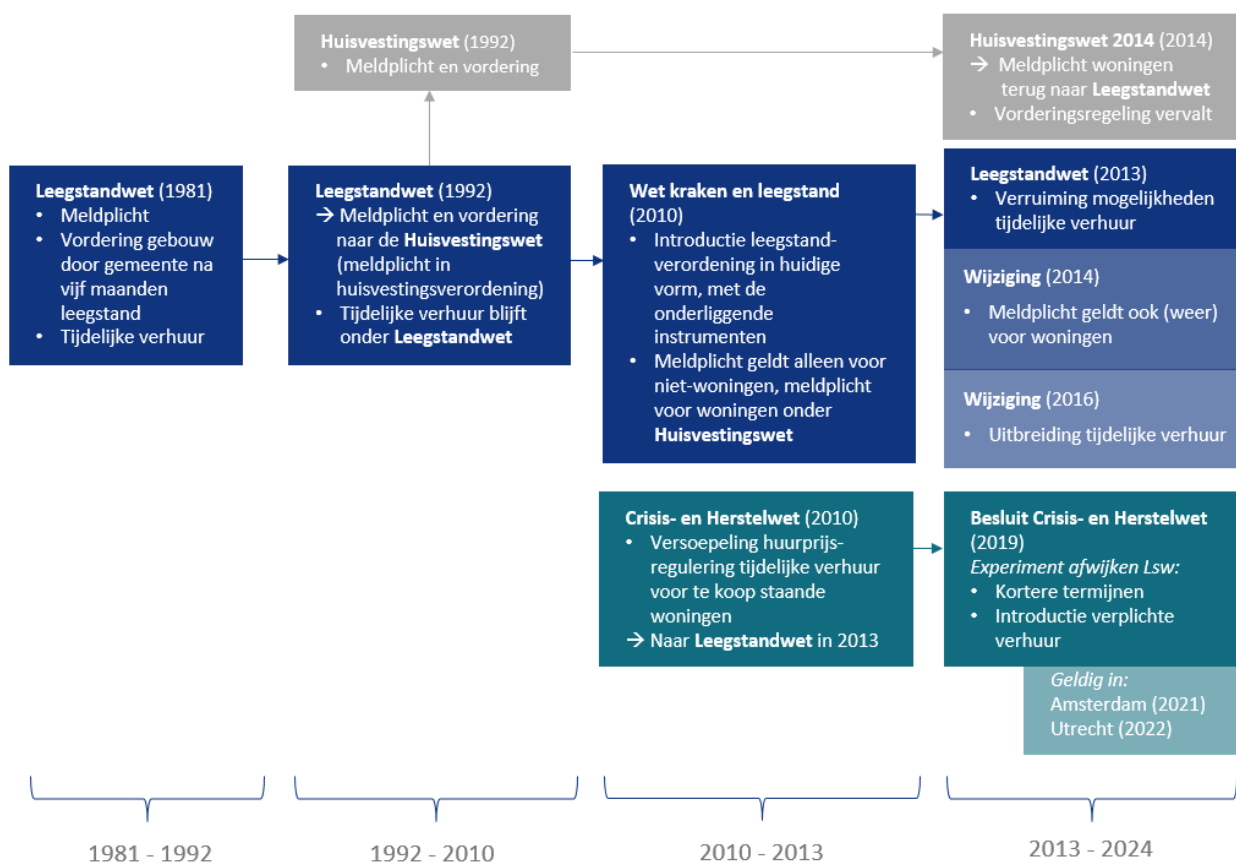 Huisvestingswet (1992)
• Meldplicht en vordering
Huisvestingswet 2014 (2014)
→ Meldplicht woningen
terug naar Leegstandwet
• Vorderingsregeling vervalt
Leegstandwet (1981)
• Meldplicht
• Vordering gebouw
door gemeente na
vijf maanden
leegstand
• Tijdelijke verhuur
Leegstandwet (1992)
→ Meldplicht en vordering
naar de Huisvestingswet
(meldplicht in
huisvestingsverordening)
• Tijdelijke verhuur blijft
onder Leegstandwet
Wet kraken en leegstand
(2010)
• Introductie leegstand-
verordening in huidige
vorm, met de
onderliggende
instrumenten
• Meldplicht geldt alleen voor
niet-woningen, meldplicht
voor woningen onder
Huisvestingswet
Leegstandwet (2013)
• Verruiming mogelijkheden
tijdelijke verhuur
Wijziging (2014)
• Meldplicht geldt ook (weer)
voor woningen
Wijziging (2016)
• Uitbreiding tijdelijke verhuur
Crisis- en Herstelwet (2010)
• Versoepeling huurprijs-
regulering tijdelijke verhuur
voor te koop staande
woningen
→ Naar Leegstandwet in 2013
Besluit Crisis- en Herstelwet
(2019)
Experiment afwijken Lsw:
• Kortere termijnen
• Introductie verplichte
verhuur
Geldig in:
Amsterdam (2021)
Utrecht (2022)
1981 - 1992
1992 - 2010
2010 - 2013
2013 - 2024